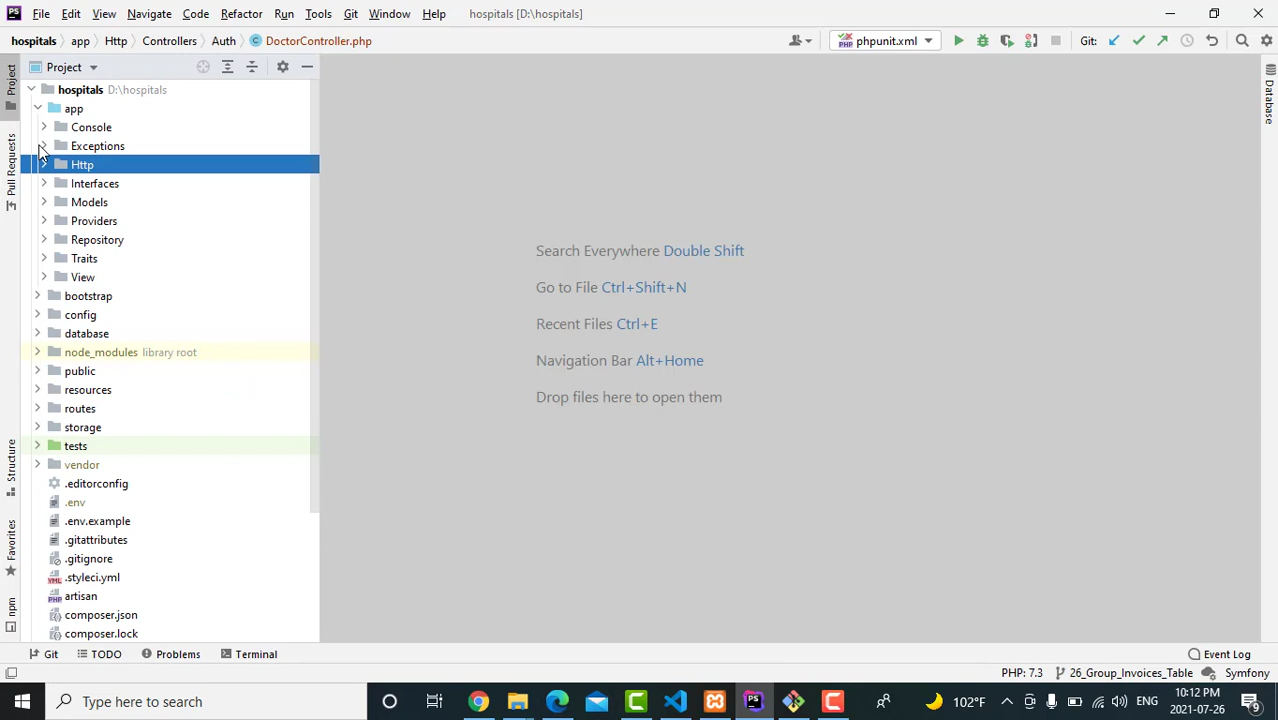 PS File Edit View Navigate Code Refactor Run Tools Git Window Help hospitals [D:\hospitals]
hospitals app Http Controllers Auth DoctorController.php phpunit.xml Git:
Project
hospitals D:\hospitals
app
Console
Exceptions
Http
Interfaces
Models
Providers
Repository
Traits
View
bootstrap
config
database
node_modules library root
public
resources
routes
storage
tests
vendor
.editorconfig
.env
.env.example
.gitattributes
.gitignore
.styleci.yml
artisan
composer.json
composer.lock
Project
Pull Requests
Structure
Favorites
npm
Search Everywhere Double Shift
Go to File Ctrl+Shift+N
Recent Files Ctrl+E
Navigation Bar Alt+Home
Drop files here to open them
Database
Git TODO Problems Terminal Event Log
PHP: 7.3 26_Group_Invoices_Table Symfony
Type here to search 102°F ENG 10:12 PM
2021-07-26 9